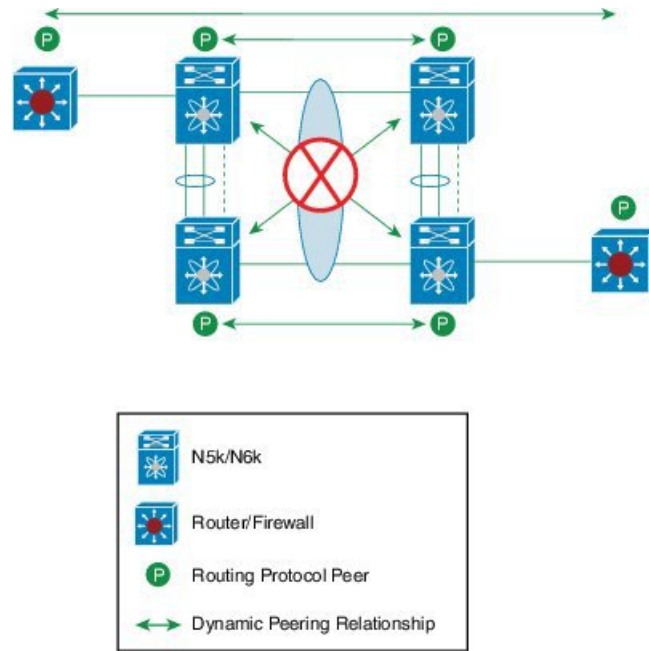 P
P
P
P
P
P
N5k/N6k
Router/Firewall
P
Routing Protocol Peer
Dynamic Peering Relationship